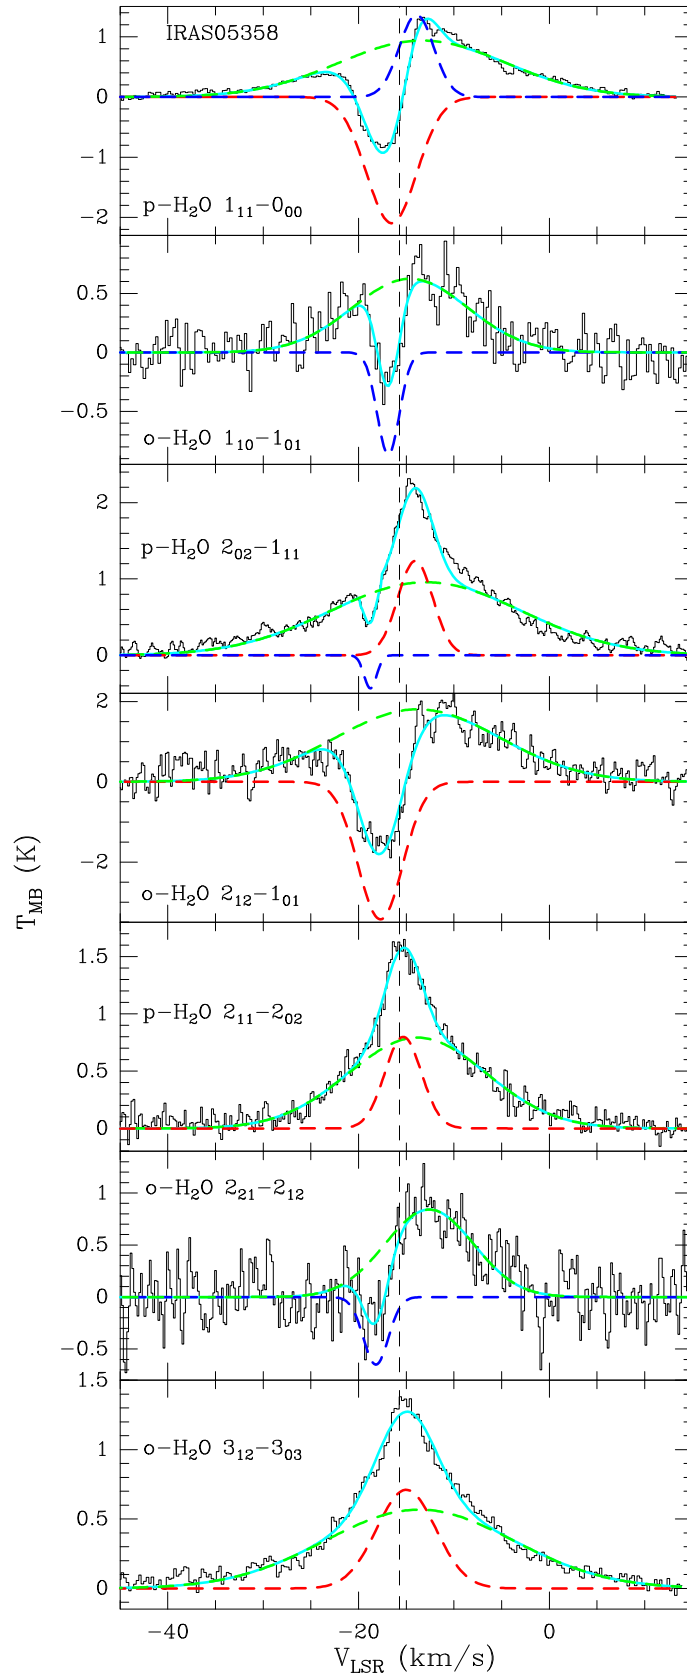 IRAS05358
1
0
−1
−2
p−H₂O 1₁₁−0₀₀
0.5
0
−0.5
o−H₂O 1₁₀−1₀₁
2
1
0
p−H₂O 2₀₂−1₁₁
2
0
−2
o−H₂O 2₁₂−1₀₁
T_MB (K)
1.5
1
0.5
0
p−H₂O 2₁₁−2₀₂
o−H₂O 2₂₁−2₁₂
1
0.5
0
−0.5
1.5
1
0.5
0
o−H₂O 3₁₂−3₀₃
−40 −20 0
V_LSR (km/s)